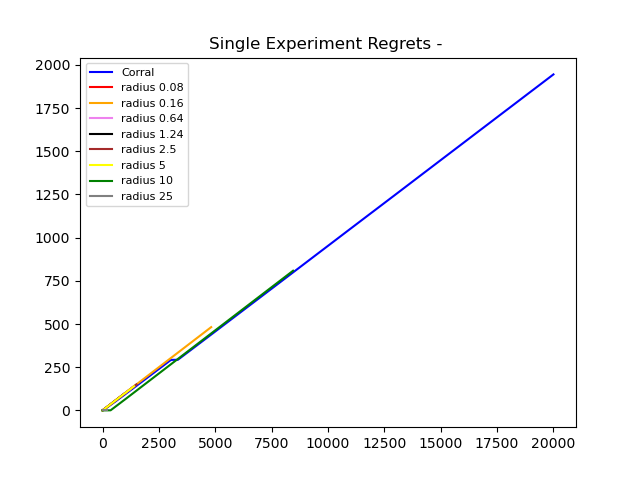 Single Experiment Regrets -
Corral
radius 0.08
radius 0.16
radius 0.64
radius 1.24
radius 2.5
radius 5
radius 10
radius 25
2000
1750
1500
1250
1000
750
500
250
0
0 2500 5000 7500 10000 12500 15000 17500 20000